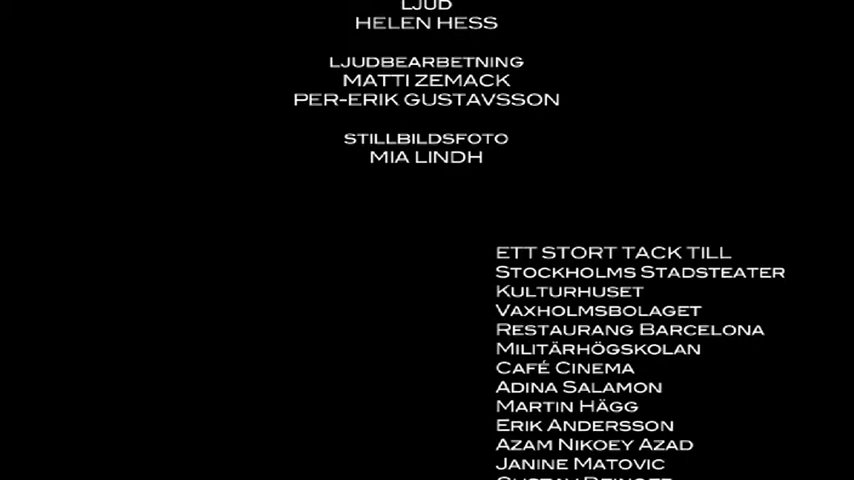 LJUD
HELEN HESS
LJUDBEARBETNING
MATTI ZEMACK
PER-ERIK GUSTAVSSON
STILLBILDSFOTO
MIA LINDH
ETT STORT TACK TILL
STOCKHOLMS STADSTEATER
KULTURHUSET
VAXHOLMSBOLAGET
RESTAURANG BARCELONA
MILITÄRHÖGSKOLAN
CAFÉ CINEMA
ADINA SALAMON
MARTIN HÄGG
ERIK ANDERSSON
AZAM NIKOEY AZAD
JANINE MATOVIC